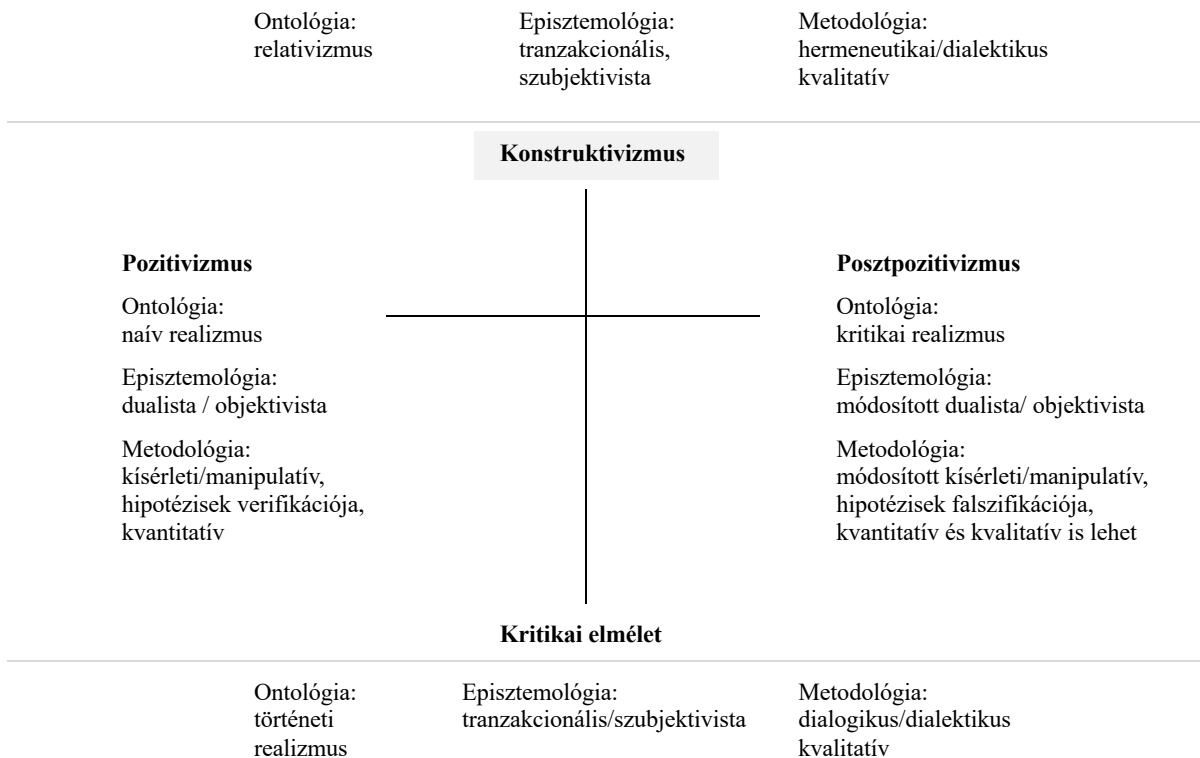 Ontológia:
relativizmus
Episztemológia:
tranzakcionális,
szubjektivista
Metodológia:
hermeneutikai/dialektikus
kvalitatív
Konstruktivizmus
Pozitivizmus
Ontológia:
naív realizmus
Episztemológia:
dualista / objektivista
Metodológia:
kísérleti/manipulatív,
hipotézisek verifikációja,
kvantitatív
Posztpozitivizmus
Ontológia:
kritikai realizmus
Episztemológia:
módosított dualista/ objektivista
Metodológia:
módosított kísérleti/manipulatív,
hipotézisek falszifikációja,
kvantitatív és kvalitatív is lehet
Kritikai elmélet
Ontológia:
történeti
realizmus
Episztemológia:
tranzakcionális/szubjektivista
Metodológia:
dialogikus/dialektikus
kvalitatív